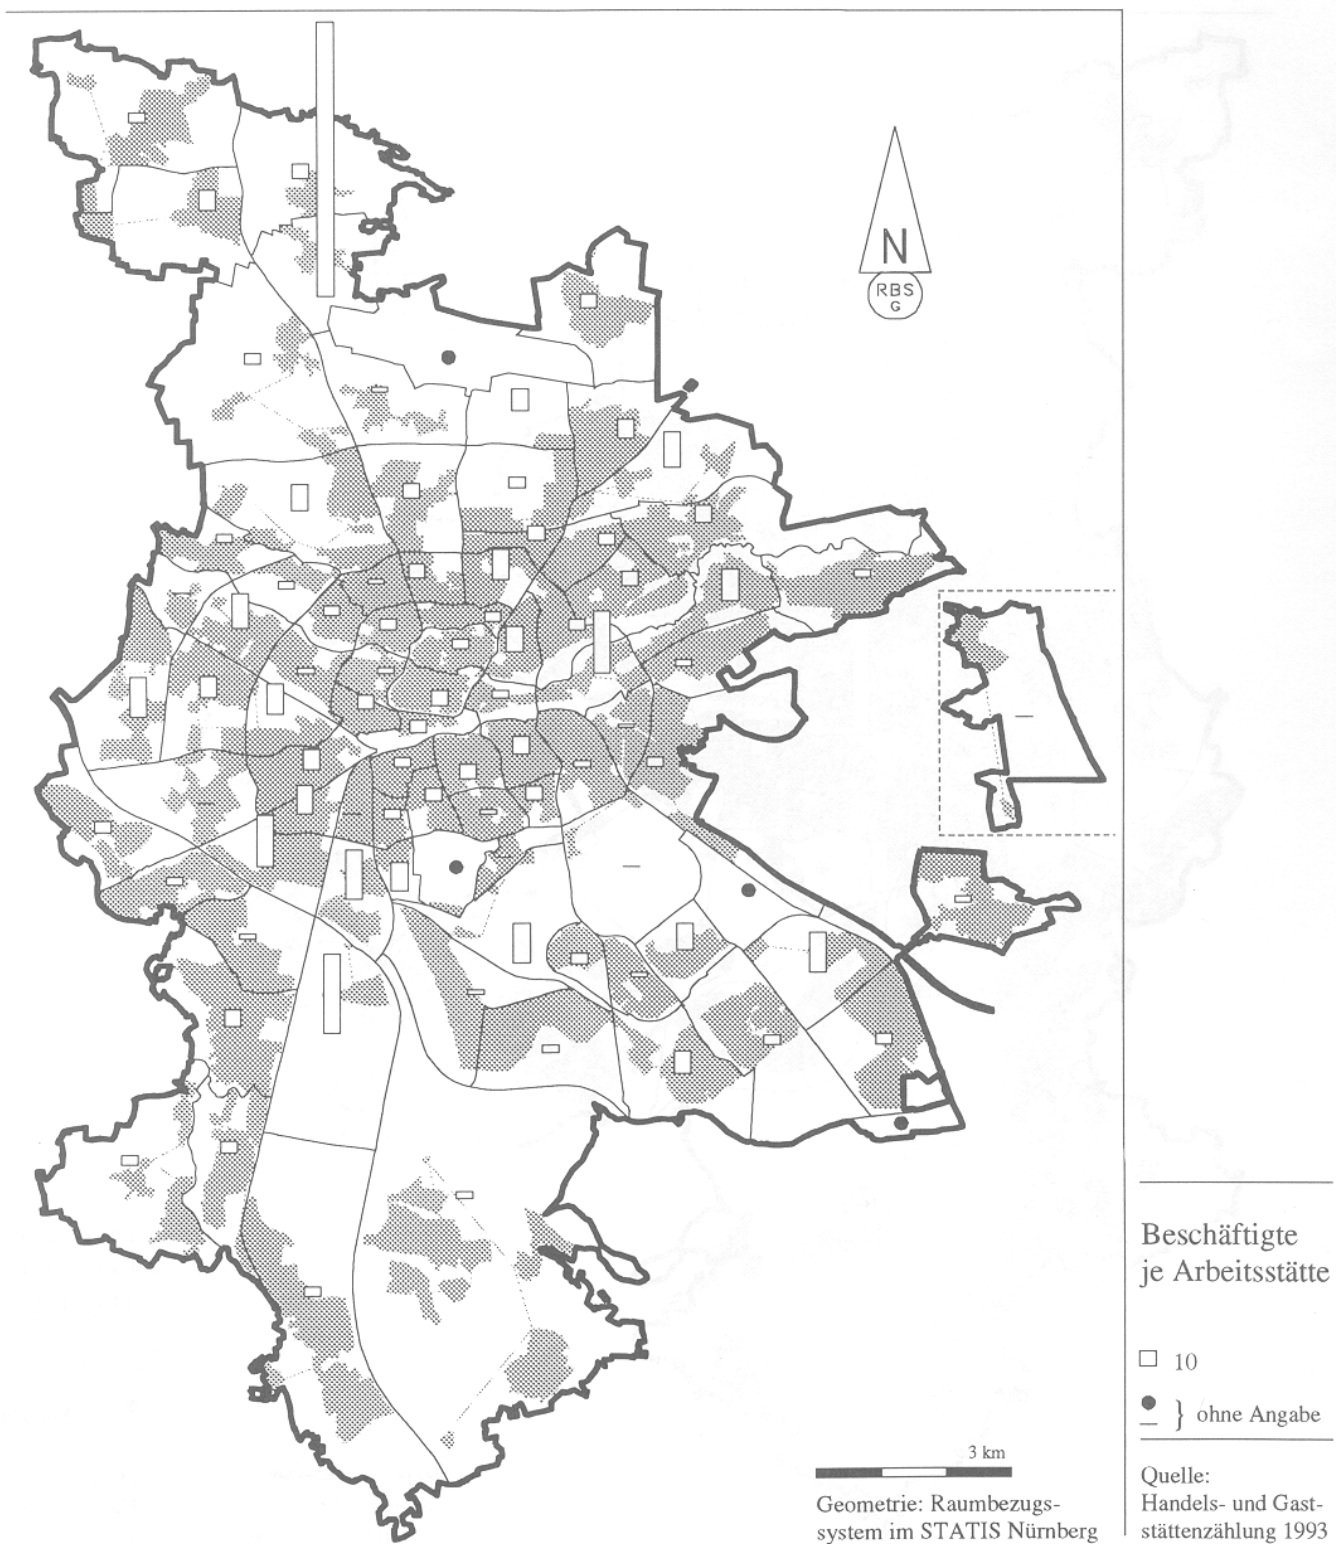 N
RBS
G
Beschäftigte
je Arbeitsstätte
10
} ohne Angabe
3 km
Geometrie: Raumbezugs-
system im STATIS Nürnberg
Quelle:
Handels- und Gast-
stättenzählung 1993